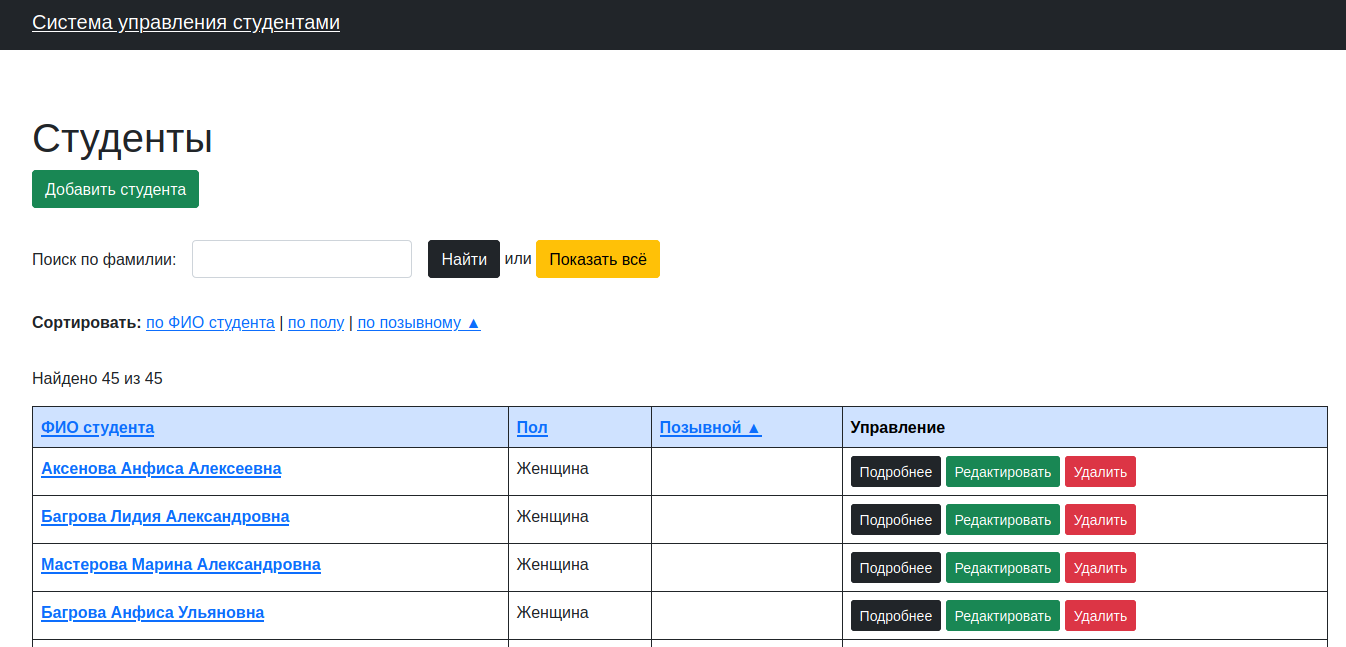 Система управления студентами
Студенты
Добавить студента
Поиск по фамилии: Найти или Показать всё
Сортировать: по ФИО студента | по полу | по позывному ▲
Найдено 45 из 45
ФИО студента Пол Позывной ▲ Управление
Аксенова Анфиса Алексеевна Женщина Подробнее Редактировать Удалить
Багрова Лидия Александровна Женщина Подробнее Редактировать Удалить
Мастерова Марина Александровна Женщина Подробнее Редактировать Удалить
Багрова Анфиса Ульяновна Женщина Подробнее Редактировать Удалить